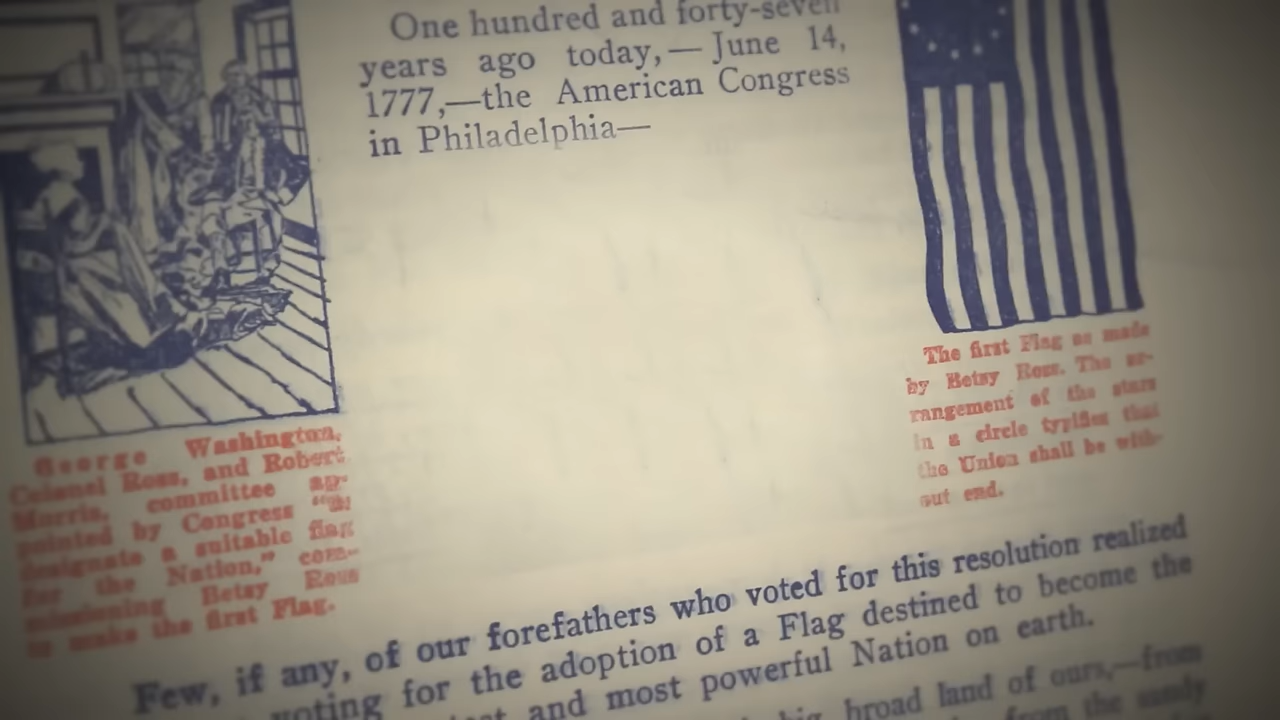 One hundred and forty-seven
years ago today,— June 14,
1777,—the American Congress
in Philadelphia—
George Washington,
Colonel Ross, and Robert
Morris, committee ap-
pointed by Congress "to
designate a suitable flag
for the Nation," com-
missioning Betsy Ross
to make the first Flag.
The first Flag as made
by Betsy Ross. The ar-
rangement of the stars
in a circle typifies that
the Union shall be with-
out end.
Few, if any, of our forefathers who voted for this resolution realized
voting for the adoption of a Flag destined to become the
and most powerful Nation on earth.
big broad land of ours,—from
from the sandy